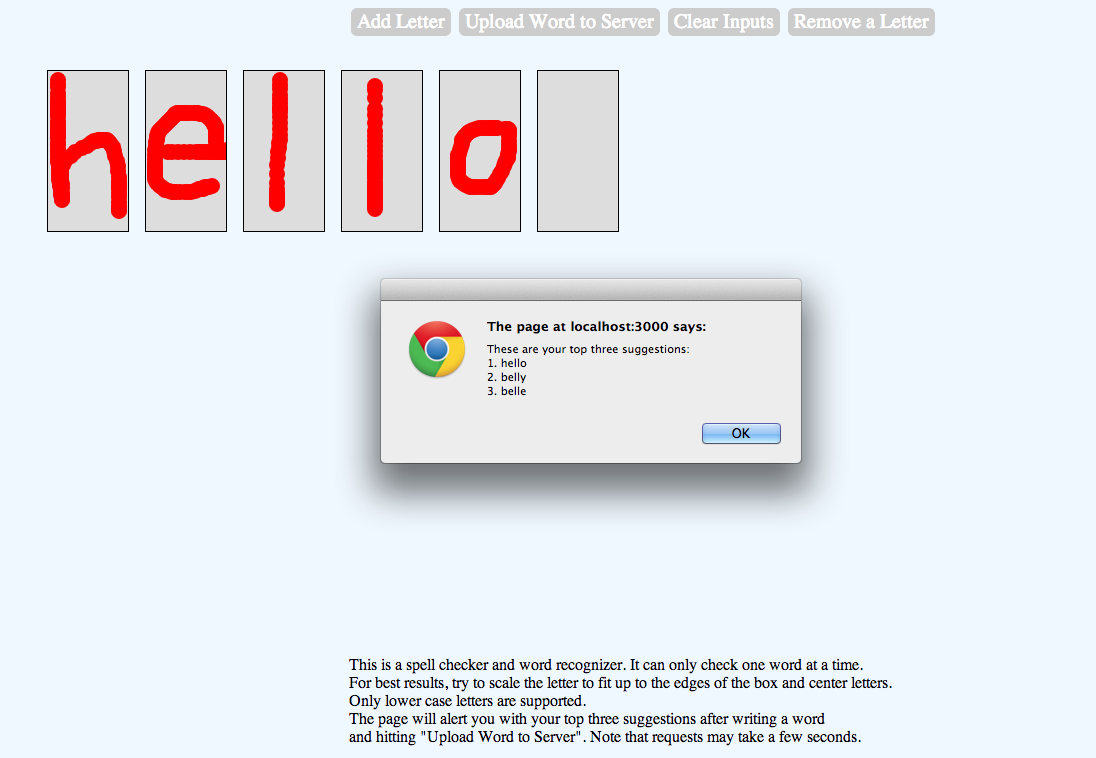 Add Letter Upload Word to Server Clear Inputs Remove a Letter
hello
The page at localhost:3000 says:
These are your top three suggestions:
1. hello
2. belly
3. belle
OK
This is a spell checker and word recognizer. It can only check one word at a time.
For best results, try to scale the letter to fit up to the edges of the box and center letters.
Only lower case letters are supported.
The page will alert you with your top three suggestions after writing a word
and hitting "Upload Word to Server". Note that requests may take a few seconds.